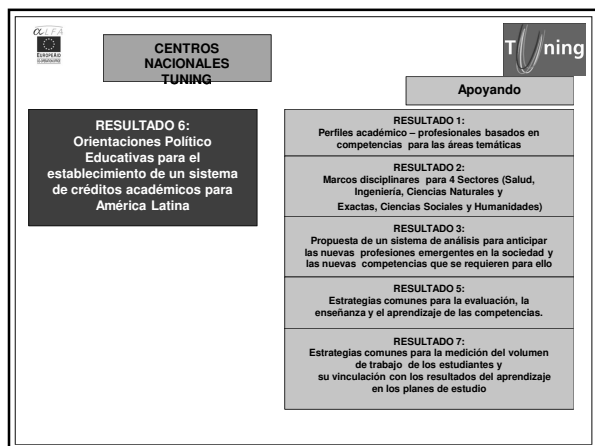 αLFA
EUROPEAID
CENTROS
NACIONALES
TUNING
TUning
Apoyando
RESULTADO 6:
Orientaciones Político
Educativas para el
establecimiento de un sistema
de créditos académicos para
América Latina
RESULTADO 1:
Perfiles académico – profesionales basados en
competencias para las áreas temáticas
RESULTADO 2:
Marcos disciplinares para 4 Sectores (Salud,
Ingeniería, Ciencias Naturales y
Exactas, Ciencias Sociales y Humanidades)
RESULTADO 3:
Propuesta de un sistema de análisis para anticipar
las nuevas profesiones emergentes en la sociedad y
las nuevas competencias que se requieren para ello
RESULTADO 5:
Estrategias comunes para la evaluación, la
enseñanza y el aprendizaje de las competencias.
RESULTADO 7:
Estrategias comunes para la medición del volumen
de trabajo de los estudiantes y
su vinculación con los resultados del aprendizaje
en los planes de estudio